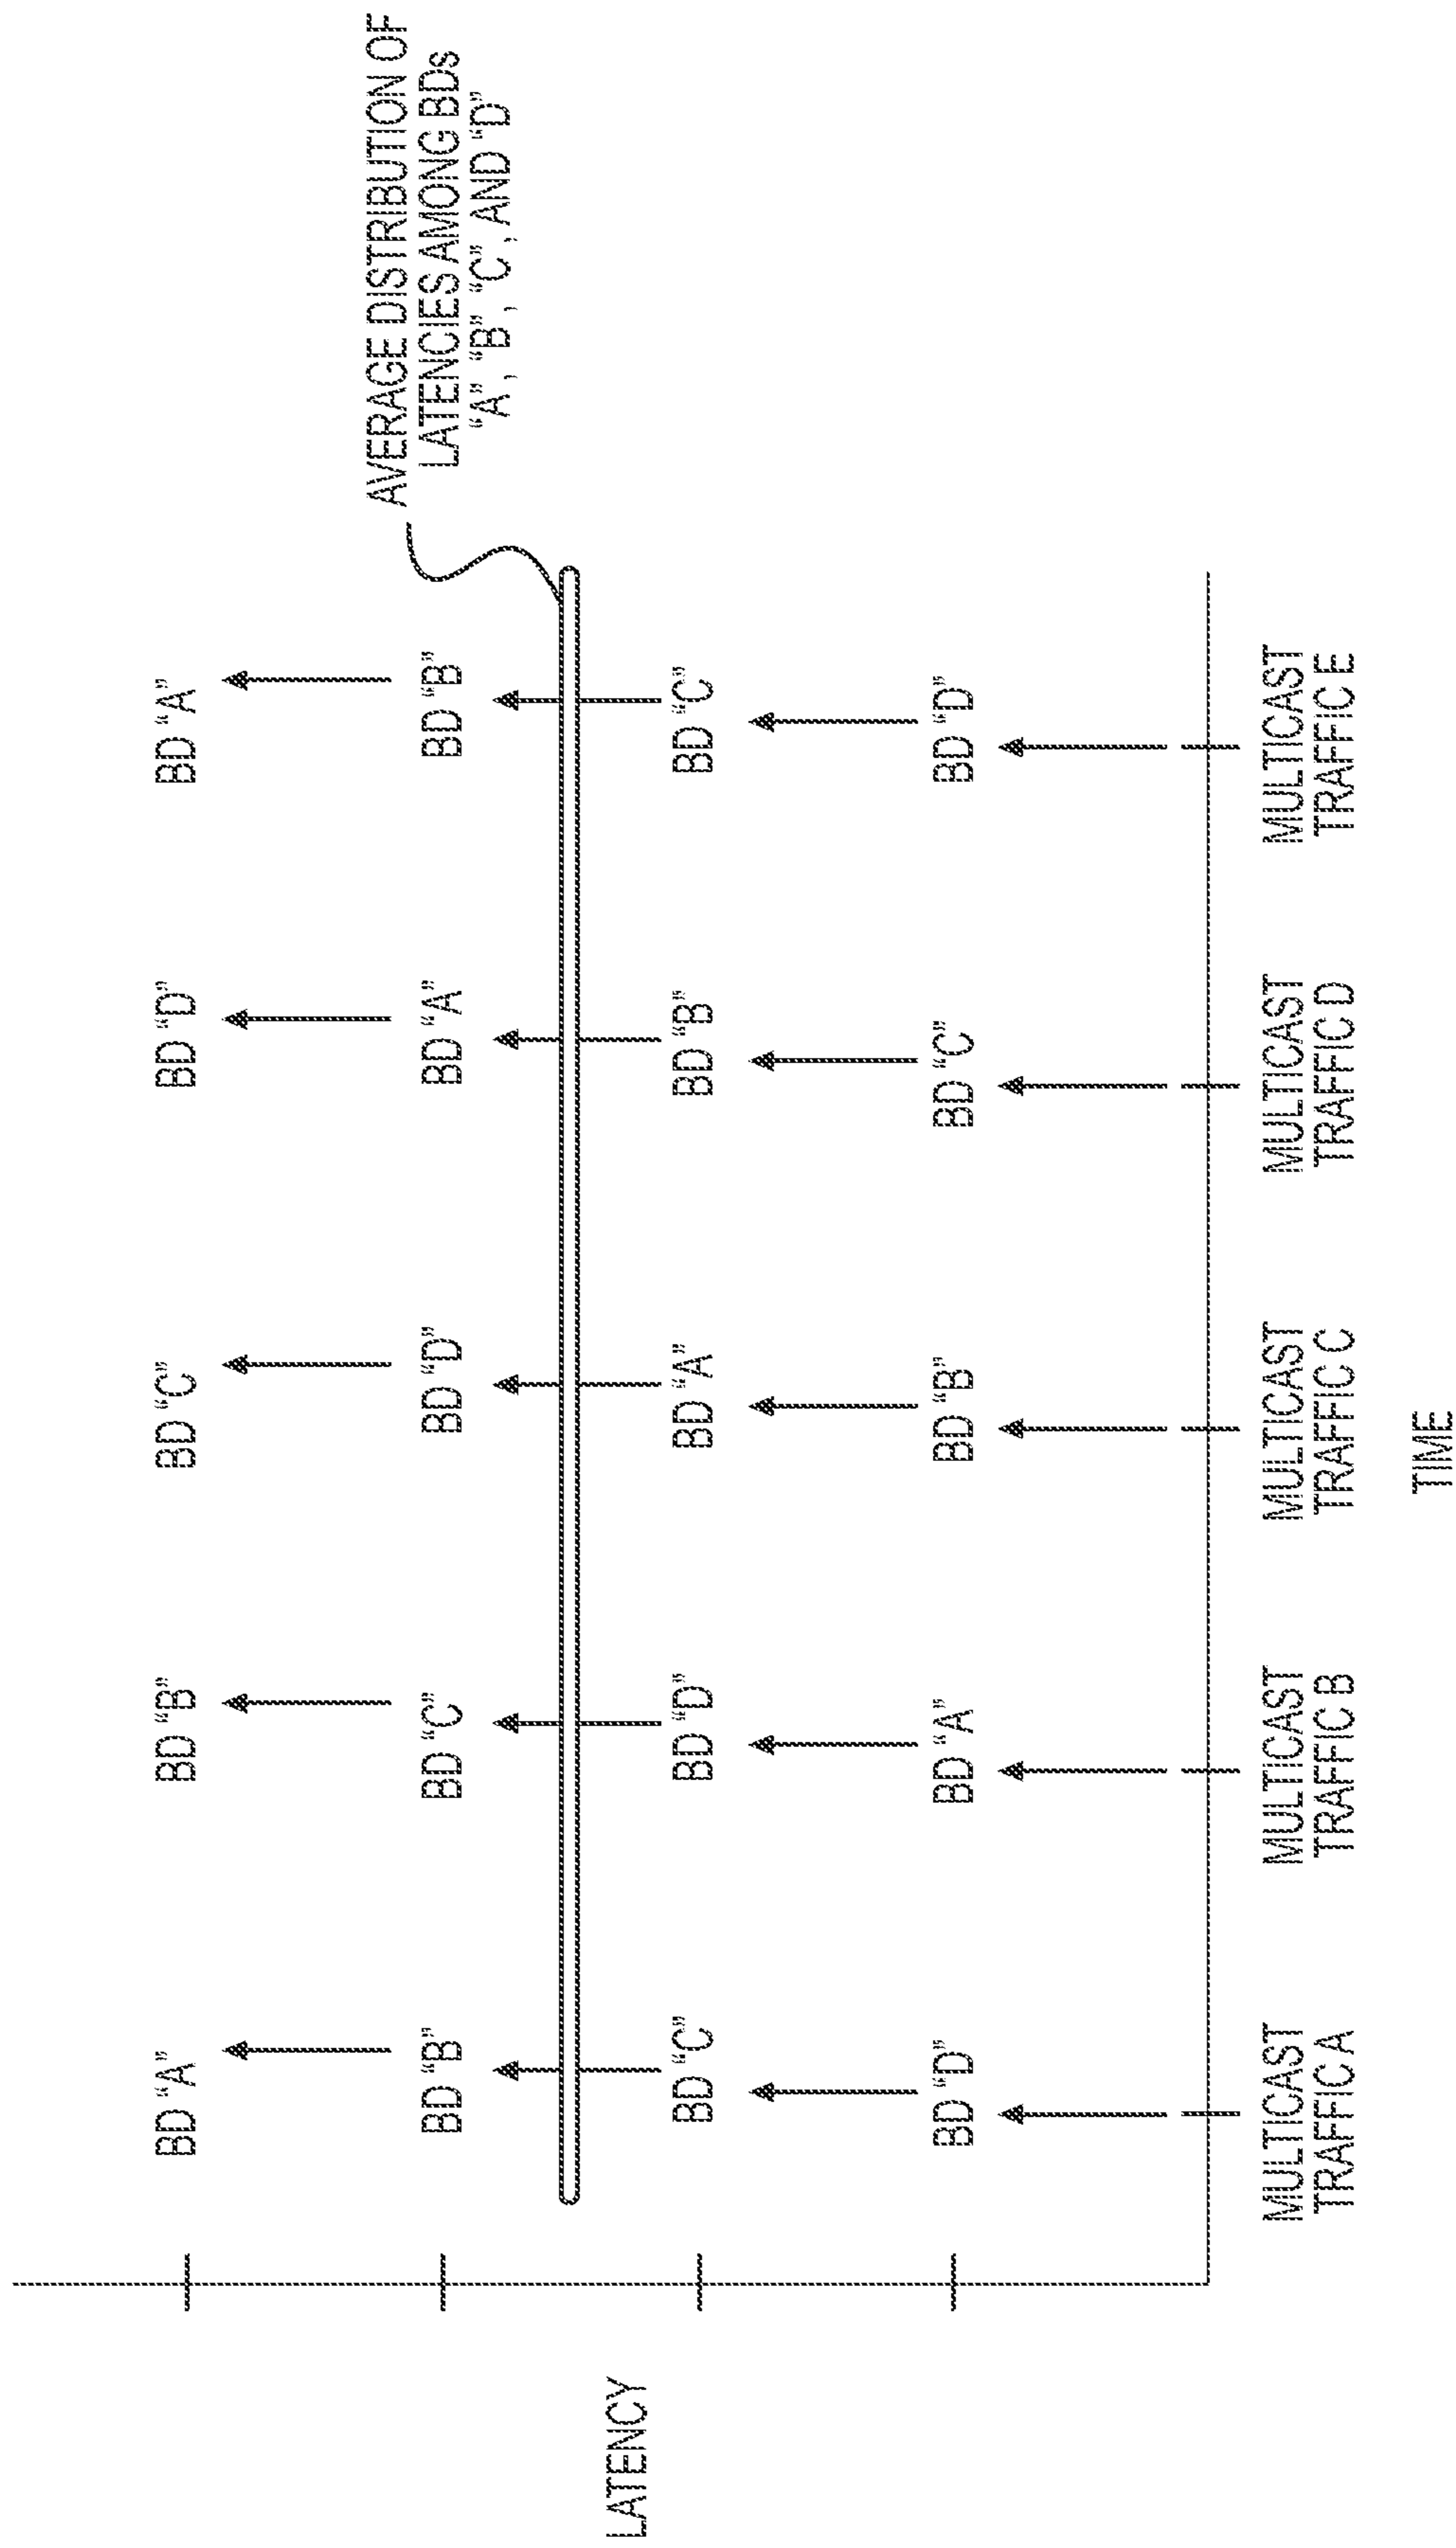 AVERAGE DISTRIBUTION OF
LATENCIES AMONG BDs
“A”, “B”, “C”, AND “D”
LATENCY
BD “A”
BD “B”
BD “C”
BD “D”
BD “A”
BD “B”
BD “C”
BD “D”
BD “A”
BD “B”
BD “C”
BD “D”
BD “A”
BD “B”
BD “C”
BD “D”
BD “A”
BD “B”
BD “C”
BD “D”
MULTICAST
TRAFFIC A
MULTICAST
TRAFFIC B
MULTICAST
TRAFFIC C
MULTICAST
TRAFFIC D
MULTICAST
TRAFFIC E
TIME